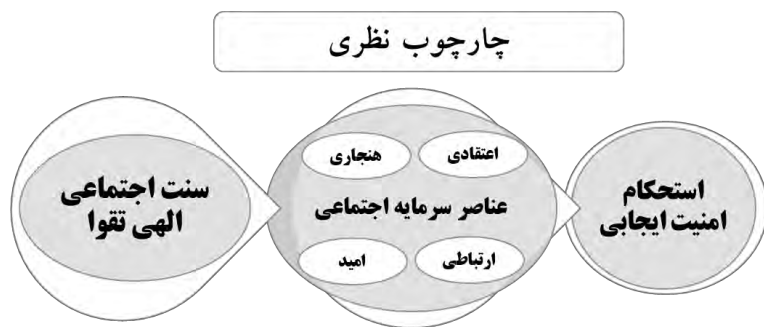 چارچوب نظری
استحکام
امنیت ایجابی
اعتقادی
هنجاری
عناصر سرمایه اجتماعی
ارتباطی
امید
سنت اجتماعی
الهی تقوا